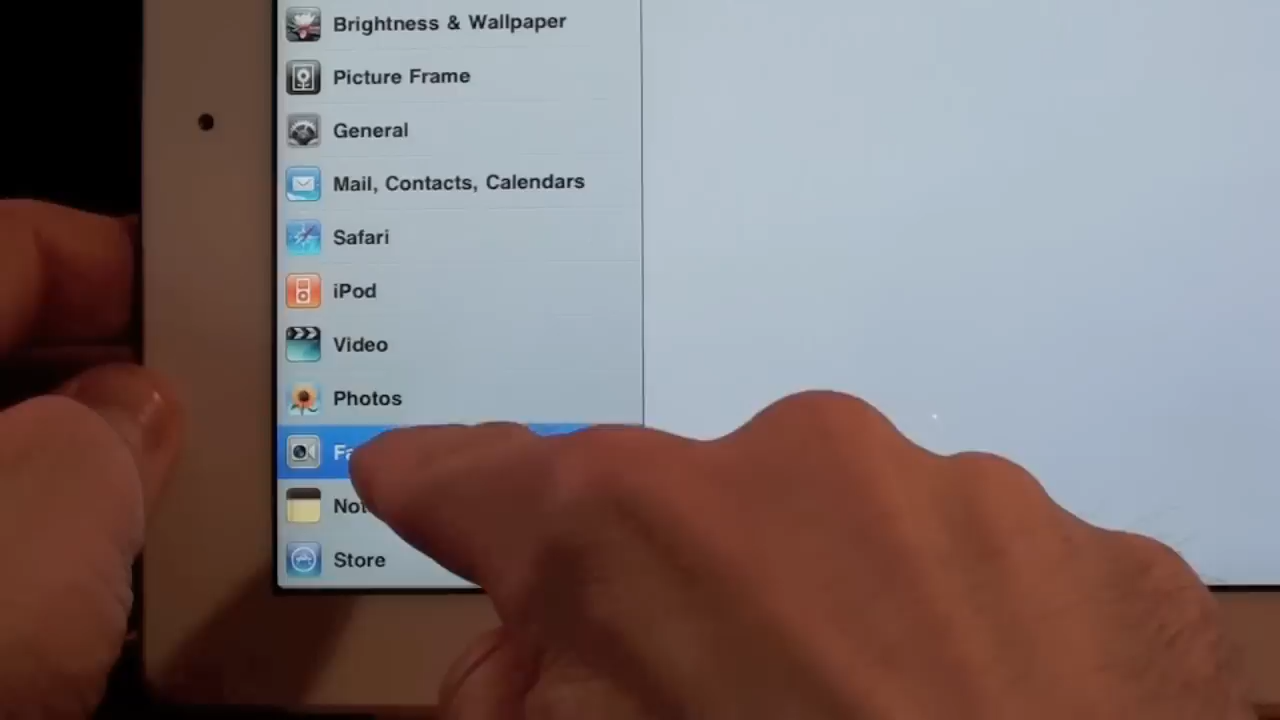 Brightness & Wallpaper
Picture Frame
General
Mail, Contacts, Calendars
Safari
iPod
Video
Photos
Store